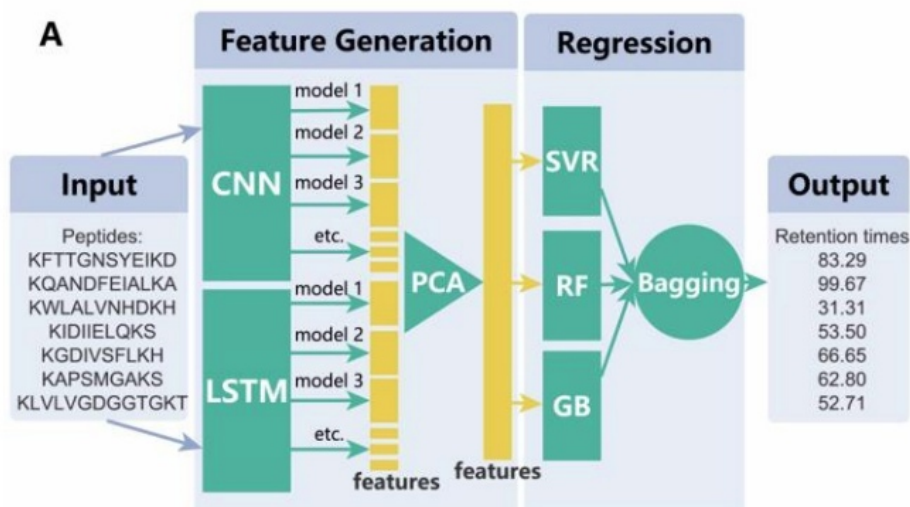 A
Feature Generation
Regression
Input
Peptides:
KFTTGNSYEIKD
KQANDFEIALKA
KWLALVNHDKH
KIDIIELQKS
KGDIVSFLKH
KAPSMGAKS
KLVLVGDGGTGKT
CNN
model 1
model 2
model 3
etc.
LSTM
model 1
model 2
model 3
etc.
features
PCA
features
SVR
RF
GB
Bagging
Output
Retention times
83.29
99.67
31.31
53.50
66.65
62.80
52.71